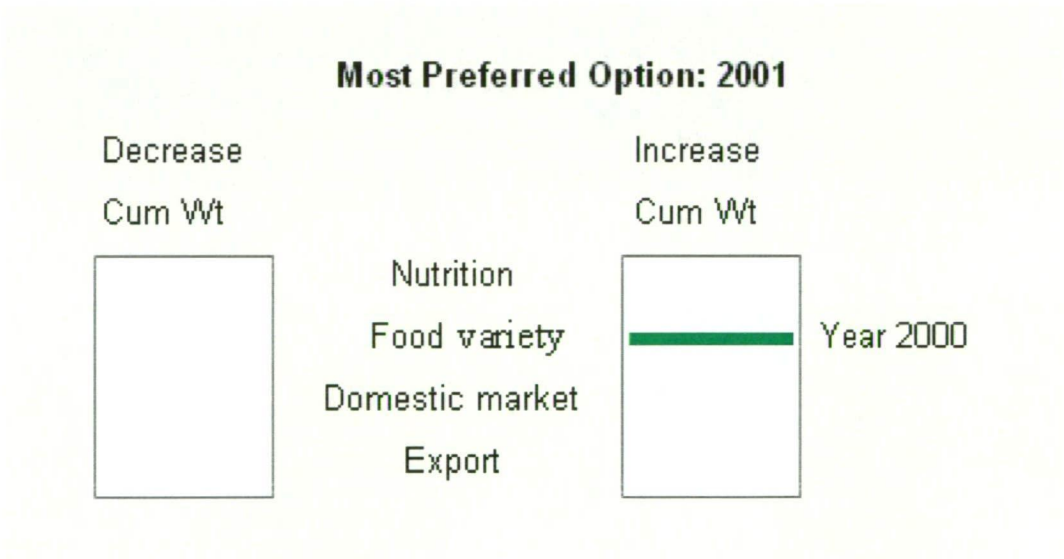 Most Preferred Option: 2001
Decrease Increase
Cum Wt Cum Wt
Nutrition
Food variety Year 2000
Domestic market
Export